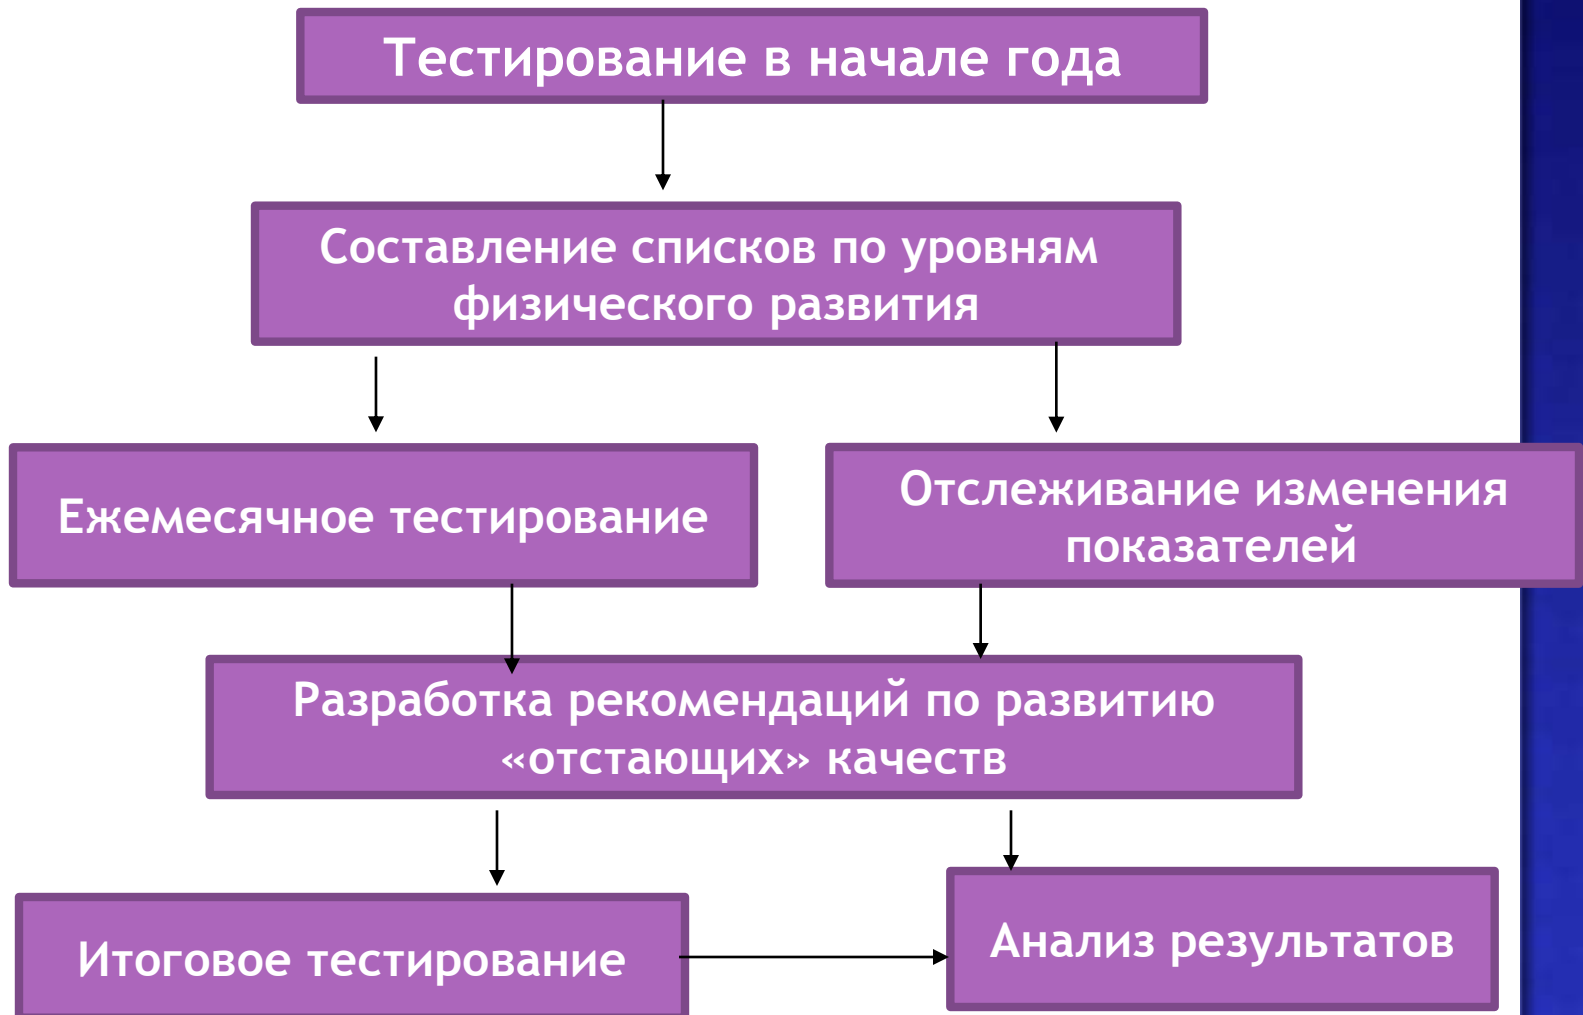 Тестирование в начале года
Составление списков по уровням
физического развития
Ежемесячное тестирование
Отслеживание изменения
показателей
Разработка рекомендаций по развитию
«отстающих» качеств
Итоговое тестирование
Анализ результатов